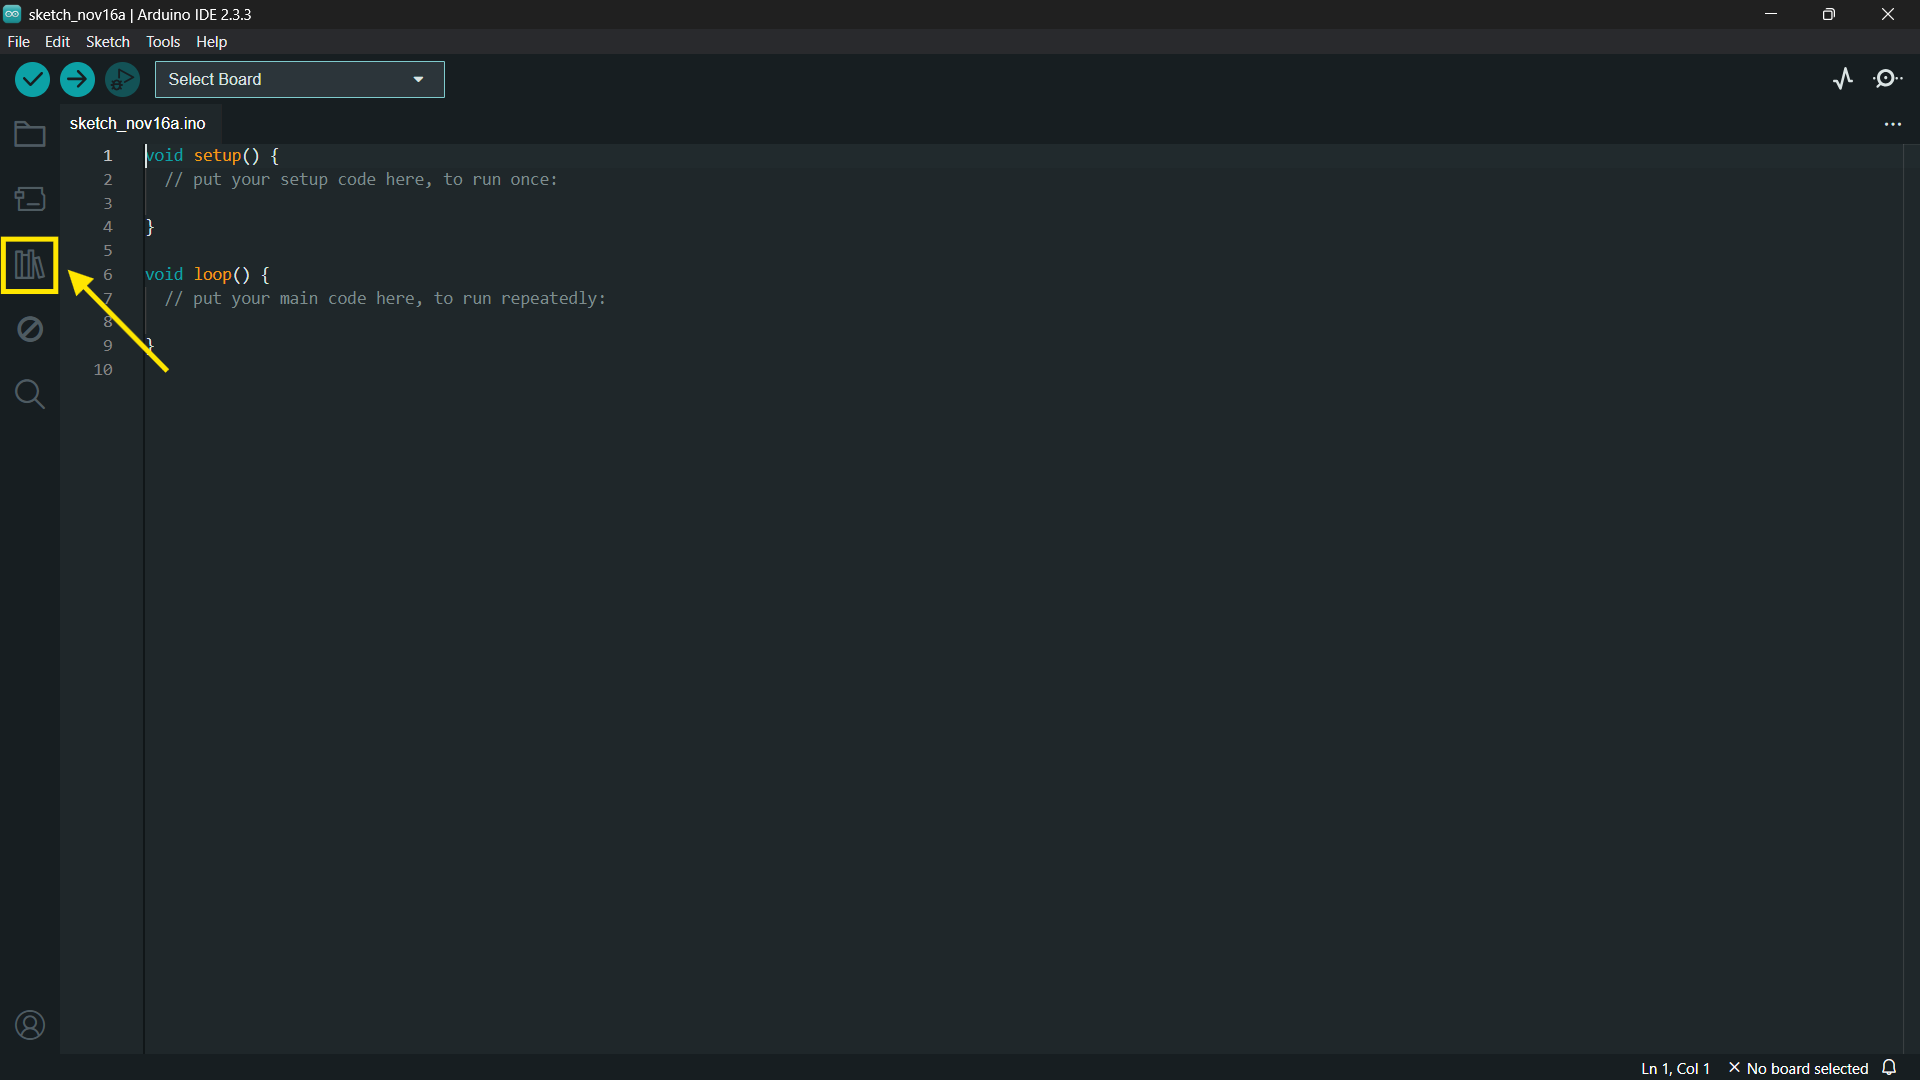 sketch_nov16a | Arduino IDE 2.3.3
File Edit Sketch Tools Help
Select Board
sketch_nov16a.ino
1 void setup() {
2 // put your setup code here, to run once:
3
4 }
5
6 void loop() {
7 // put your main code here, to run repeatedly:
8
9 }
10
Ln 1, Col 1 No board selected